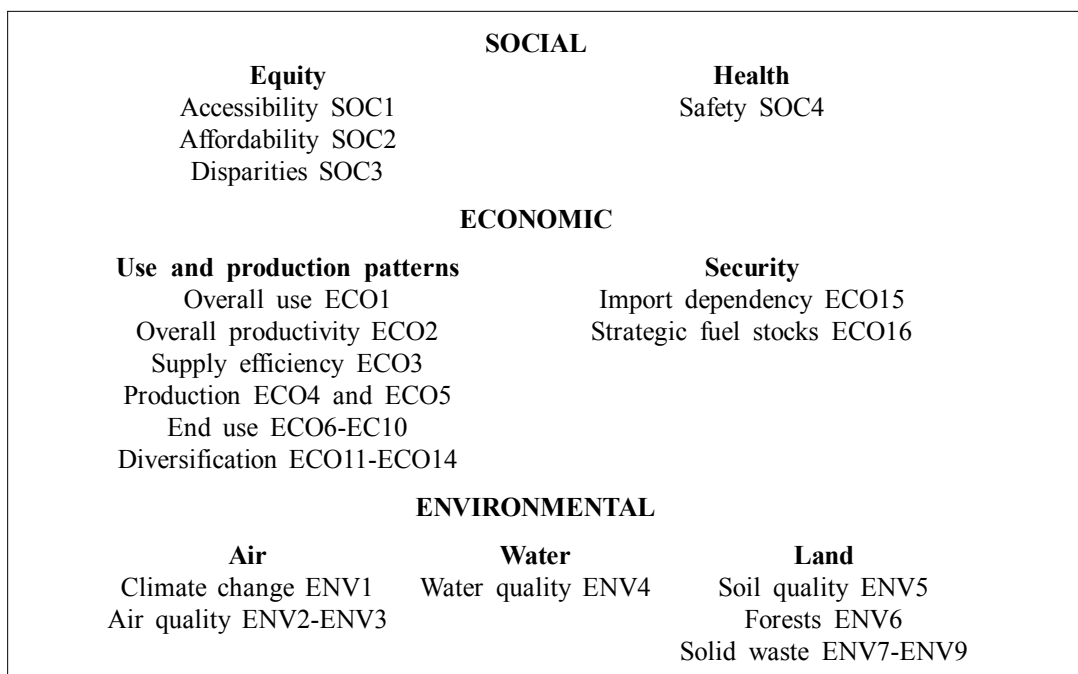 SOCIAL
Equity
Accessibility SOC1
Affordability SOC2
Disparities SOC3
Health
Safety SOC4
ECONOMIC
Use and production patterns
Overall use ECO1
Overall productivity ECO2
Supply efficiency ECO3
Production ECO4 and ECO5
End use ECO6-EC10
Diversification ECO11-ECO14
Security
Import dependency ECO15
Strategic fuel stocks ECO16
ENVIRONMENTAL
Air
Climate change ENV1
Air quality ENV2-ENV3
Water
Water quality ENV4
Land
Soil quality ENV5
Forests ENV6
Solid waste ENV7-ENV9